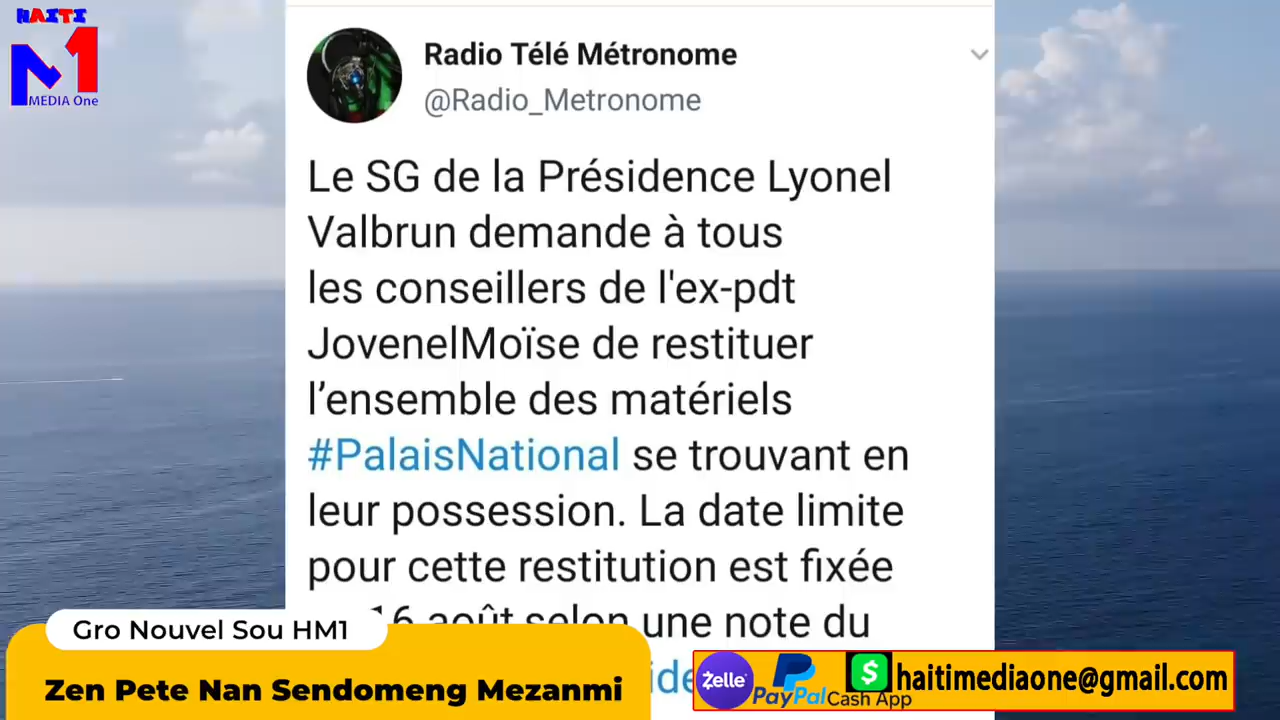 HAITI
M1
MEDIA One
Radio Télé Métronome
@Radio_Metronome
Le SG de la Présidence Lyonel
Valbrun demande à tous
les conseillers de l'ex-pdt
JovenelMoïse de restituer
l’ensemble des matériels
#PalaisNational se trouvant en
leur possession. La date limite
pour cette restitution est fixée
16 août selon une note du
Gro Nouvel Sou HM1
Zen Pete Nan Sendomeng Mezanmi
Zelle
PayPal
$
Cash App
haitimediaone@gmail.com